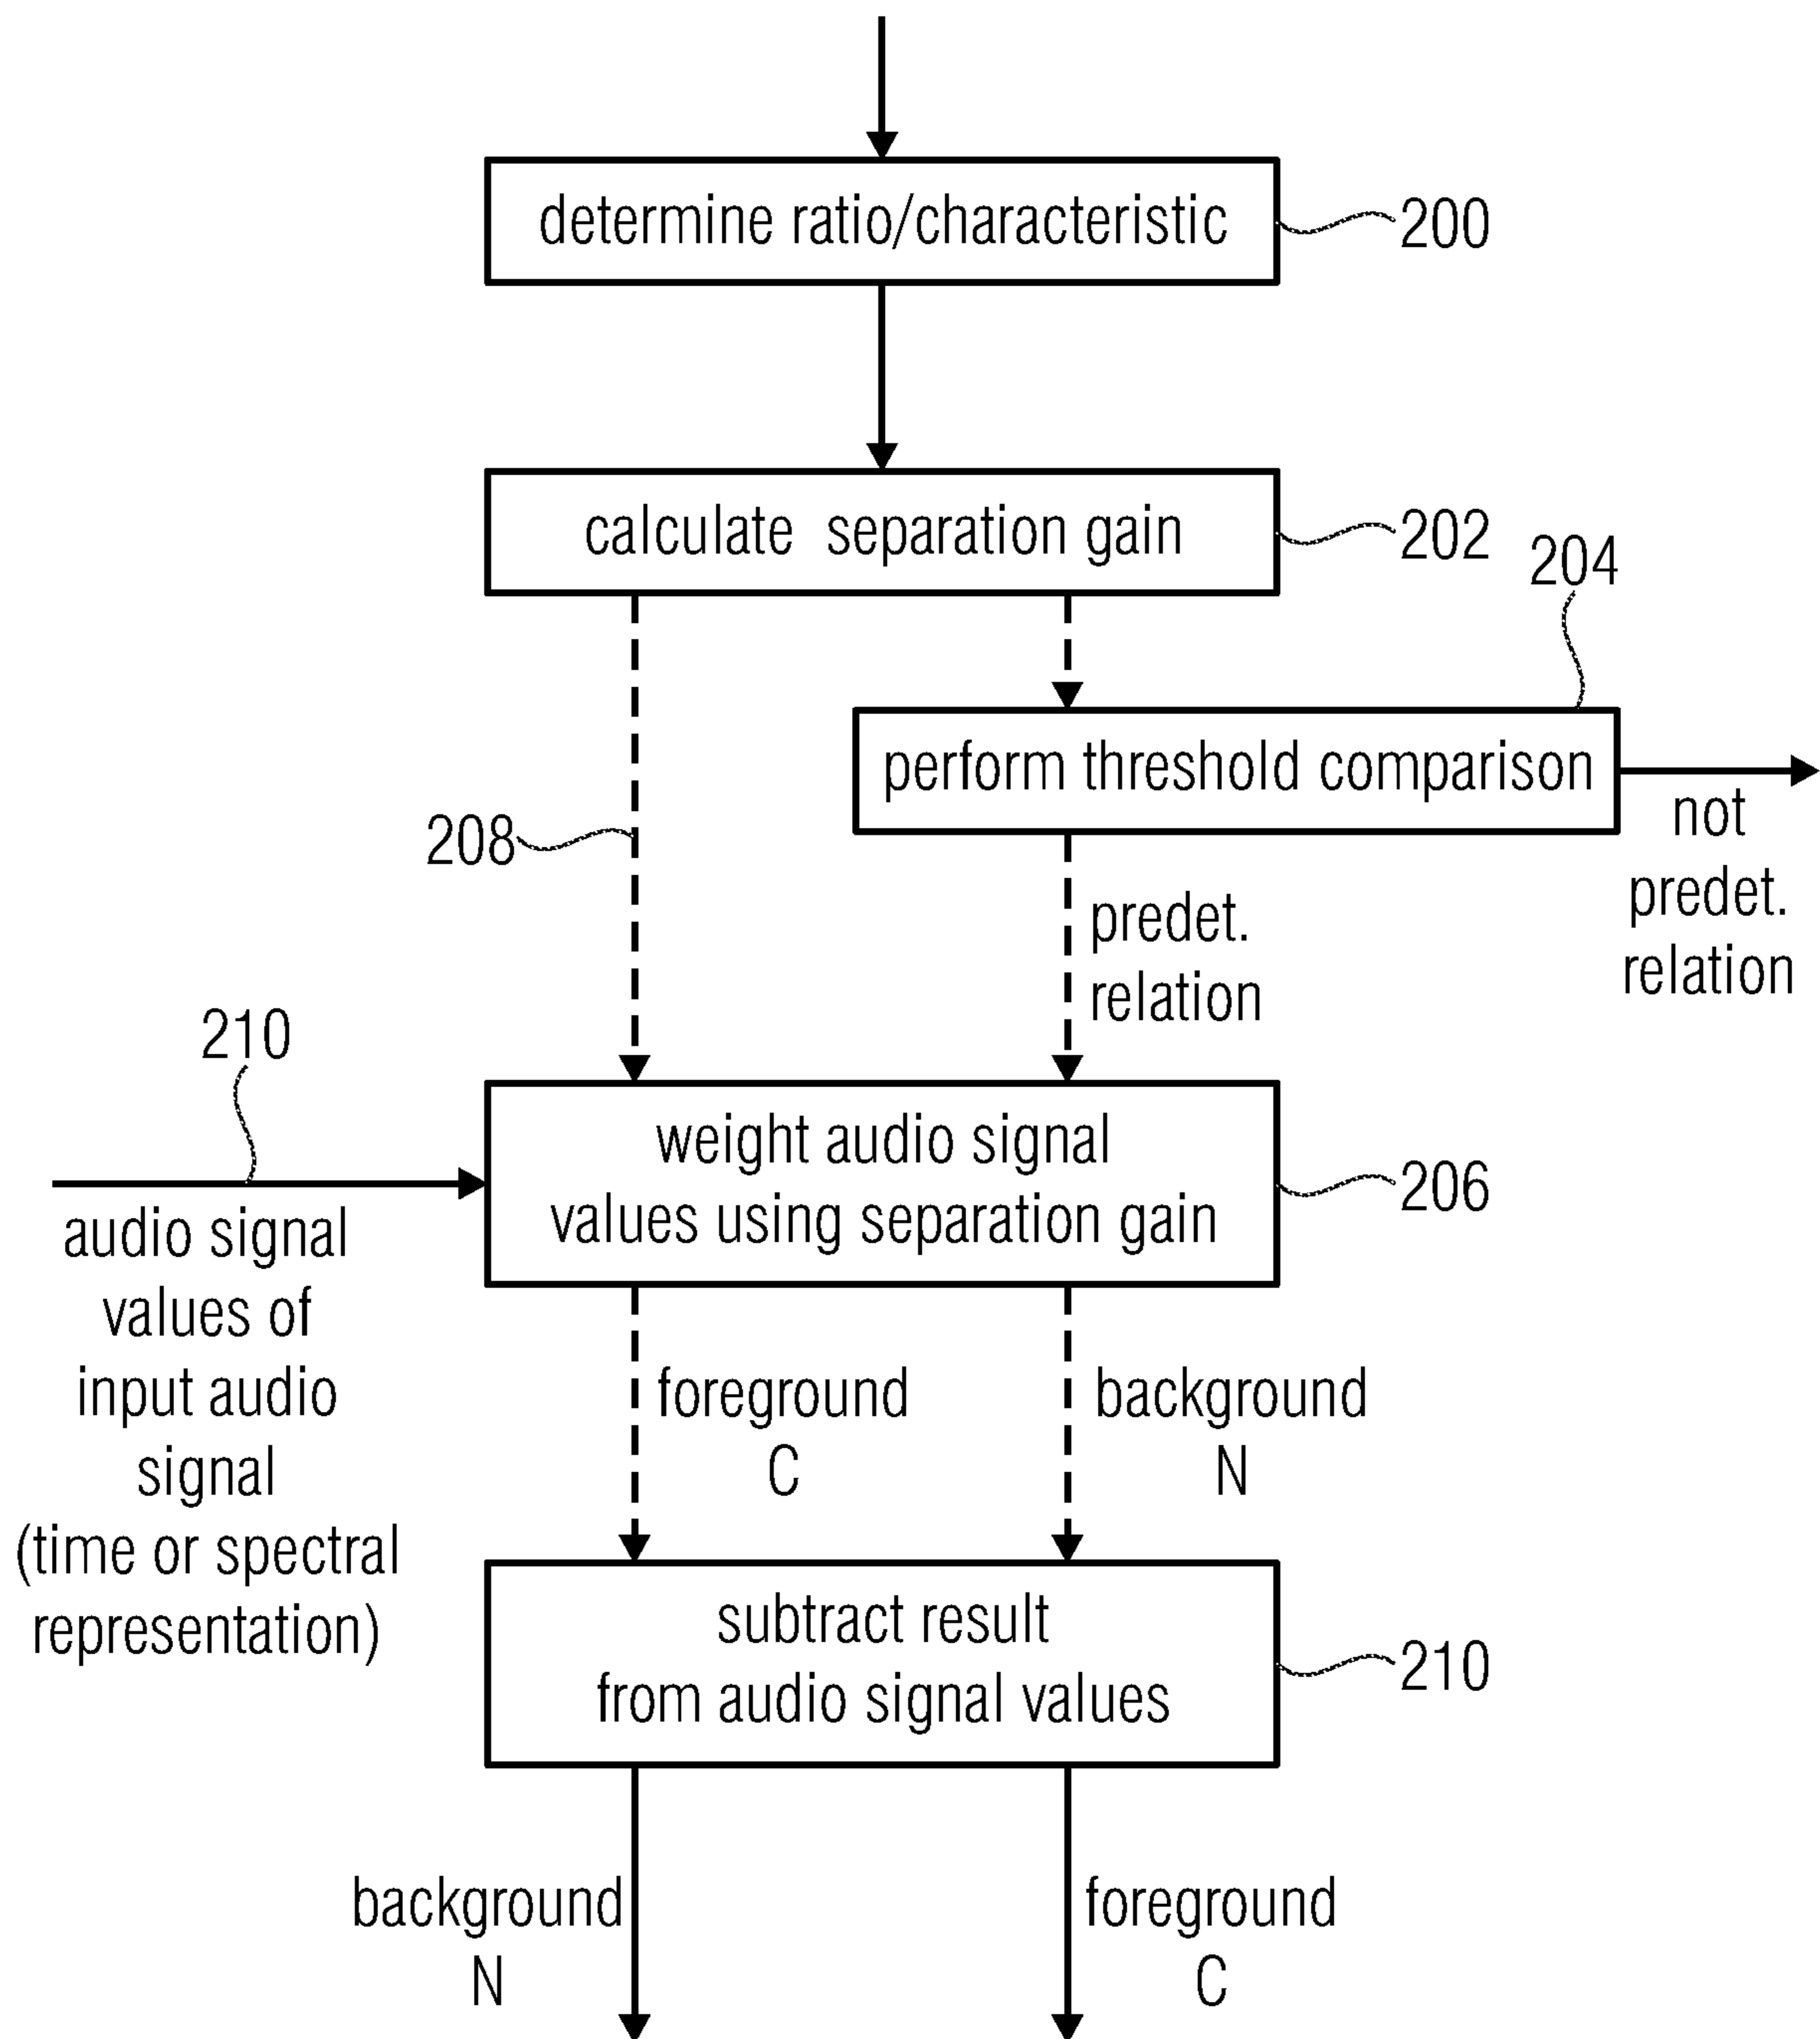 determine ratio/characteristic
200
calculate separation gain
202
204
perform threshold comparison
not
predet.
relation
208
predet.
relation
210
weight audio signal
values using separation gain
206
audio signal
values of
input audio
signal
(time or spectral
representation)
foreground
C
background
N
subtract result
from audio signal values
210
background
N
foreground
C